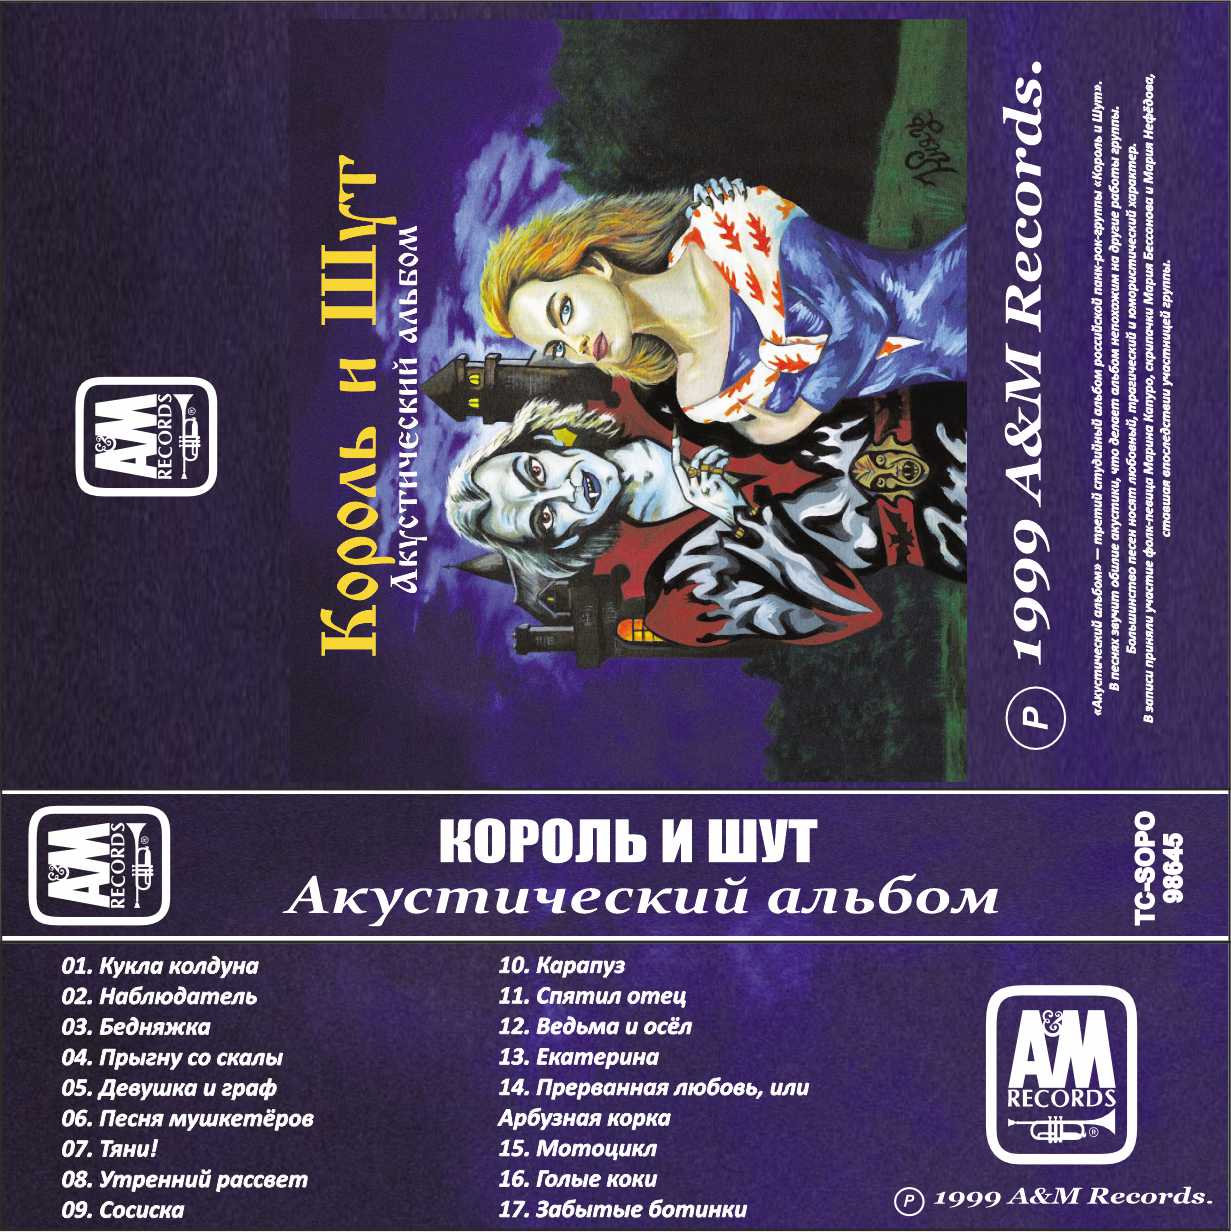 A&M
RECORDS
®
Король и Шут
Акустический альбом
℗ 1999 A&M Records.
«Акустический альбом» — третий студийный альбом российской панк-рок-группы «Король и Шут».
В песнях звучит обилие акустики, что делает альбом непохожим на другие работы группы.
Большинство песен носят любовный, трагический и юмористический характер.
В записи приняли участие фолк-певица Марина Капуро, скрипачки Мария Бессонова и Мария Нефёдова,
ставшая впоследствии участницей группы.
A&M
RECORDS
®
КОРОЛЬ И ШУТ
Акустический альбом
TC-SOPO
98645
01. Кукла колдуна
02. Наблюдатель
03. Бедняжка
04. Прыгну со скалы
05. Девушка и граф
06. Песня мушкетёров
07. Тяни!
08. Утренний рассвет
09. Сосиска
10. Карапуз
11. Спятил отец
12. Ведьма и осёл
13. Екатерина
14. Прерванная любовь, или
Арбузная корка
15. Мотоцикл
16. Голые коки
17. Забытые ботинки
A&M
RECORDS
®
℗ 1999 A&M Records.